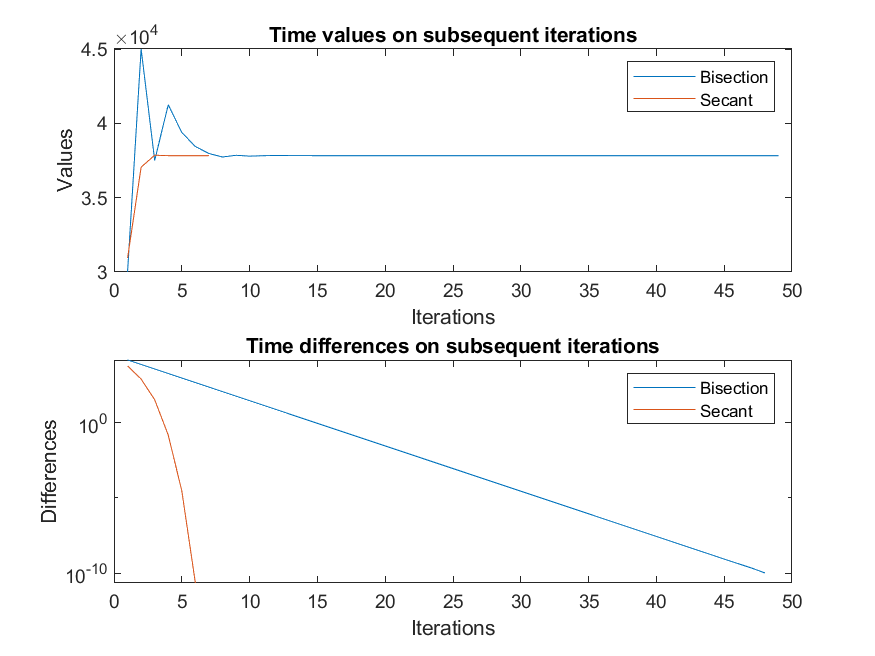 ×10^4
Time values on subsequent iterations
4.5
4
3.5
3
Values
Bisection
Secant
0 5 10 15 20 25 30 35 40 45 50
Iterations
Time differences on subsequent iterations
10^0
10^-10
Differences
Bisection
Secant
0 5 10 15 20 25 30 35 40 45 50
Iterations